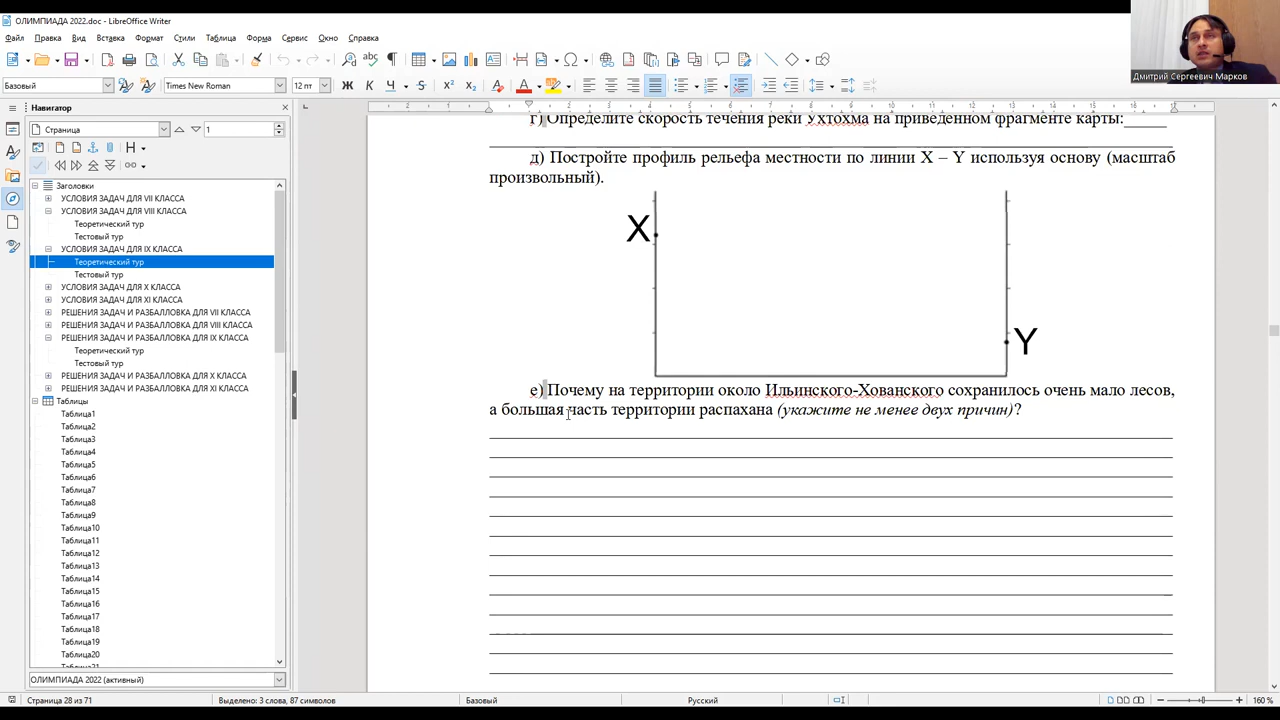 ОЛИМПИАДА 2022.doc - LibreOffice Writer
Файл Правка Вид Вставка Формат Стили Таблица Форма Сервис Окно Справка
Базовый Times New Roman 12 пт Ж К Ч S А
Дмитрий Сергеевич Марков
Навигатор
Страница 1
Заголовки
УСЛОВИЯ ЗАДАЧ ДЛЯ VII КЛАССА
УСЛОВИЯ ЗАДАЧ ДЛЯ VIII КЛАССА
Теоретический тур
Тестовый тур
УСЛОВИЯ ЗАДАЧ ДЛЯ IX КЛАССА
Теоретический тур
Тестовый тур
УСЛОВИЯ ЗАДАЧ ДЛЯ X КЛАССА
УСЛОВИЯ ЗАДАЧ ДЛЯ XI КЛАССА
РЕШЕНИЯ ЗАДАЧ И РАЗБАЛЛОВКА ДЛЯ VII КЛАССА
РЕШЕНИЯ ЗАДАЧ И РАЗБАЛЛОВКА ДЛЯ VIII КЛАССА
РЕШЕНИЯ ЗАДАЧ И РАЗБАЛЛОВКА ДЛЯ IX КЛАССА
Теоретический тур
Тестовый тур
РЕШЕНИЯ ЗАДАЧ И РАЗБАЛЛОВКА ДЛЯ X КЛАССА
РЕШЕНИЯ ЗАДАЧ И РАЗБАЛЛОВКА ДЛЯ XI КЛАССА
Таблицы
Таблица1
Таблица2
Таблица3
Таблица4
Таблица5
Таблица6
Таблица7
Таблица8
Таблица9
Таблица10
Таблица11
Таблица12
Таблица13
Таблица14
Таблица15
Таблица16
Таблица17
Таблица18
Таблица19
Таблица20
ОЛИМПИАДА 2022 (активный)
г) Определите скорость течения реки Ухтохма на приведенном фрагменте карты:_____
д) Постройте профиль рельефа местности по линии X – Y используя основу (масштаб
произвольный).
X
Y
е) Почему на территории около Ильинского-Хованского сохранилось очень мало лесов,
а большая часть территории распахана (укажите не менее двух причин)?
Страница 28 из 71 Выделено: 3 слова, 87 символов Базовый Русский 160 %